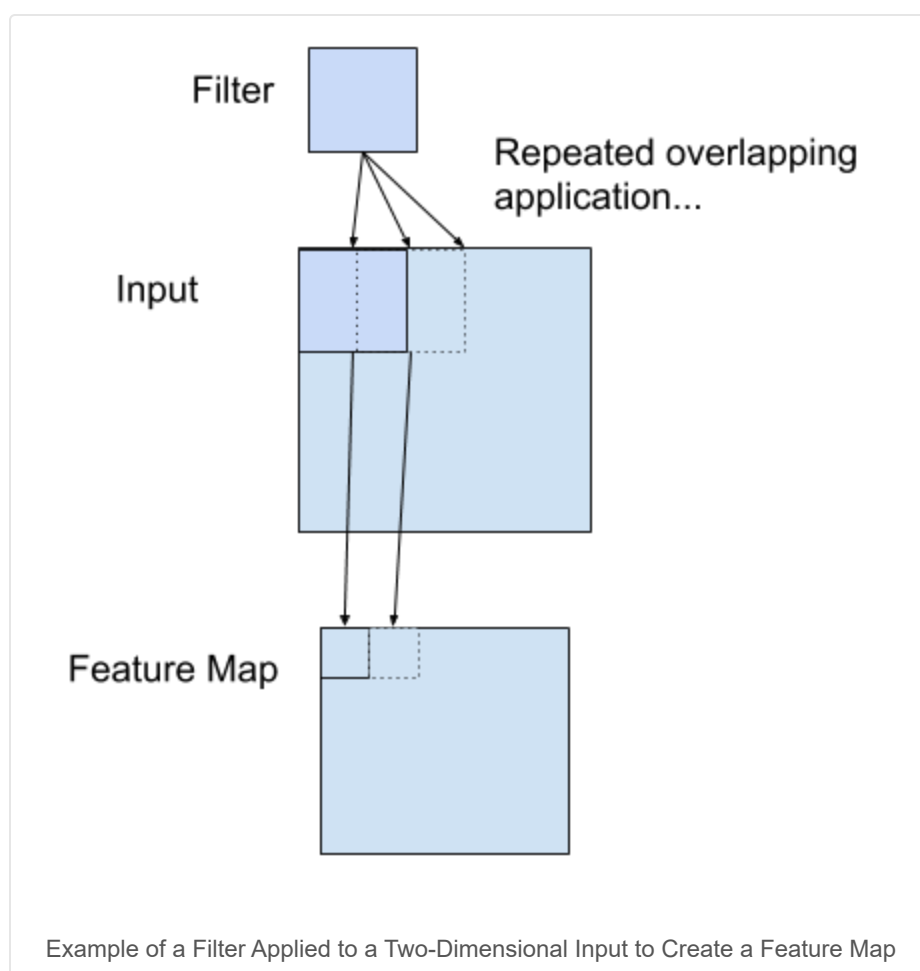 Filter
Repeated overlapping
application...
Input
Feature Map
Example of a Filter Applied to a Two-Dimensional Input to Create a Feature Map